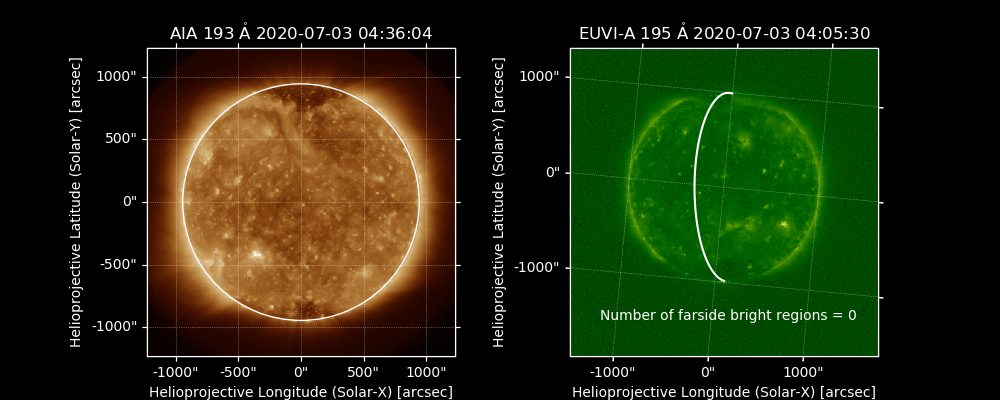 AIA 193 Å 2020-07-03 04:36:04
Helioprojective Latitude (Solar-Y) [arcsec]
1000"
500"
0"
-500"
-1000"
-1000"
-500"
0"
500"
1000"
Helioprojective Longitude (Solar-X) [arcsec]
EUVI-A 195 Å 2020-07-03 04:05:30
Helioprojective Latitude (Solar-Y) [arcsec]
1000"
0"
-1000"
Number of farside bright regions = 0
-1000"
0"
1000"
Helioprojective Longitude (Solar-X) [arcsec]